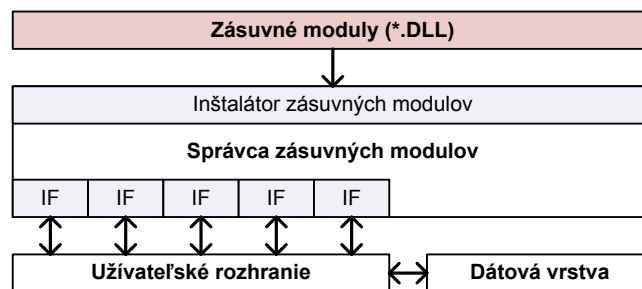 Zásuvné moduly (*.DLL)
Inštalátor zásuvných modulov
Správca zásuvných modulov
IF IF IF IF IF
Užívateľské rozhranie Dátová vrstva